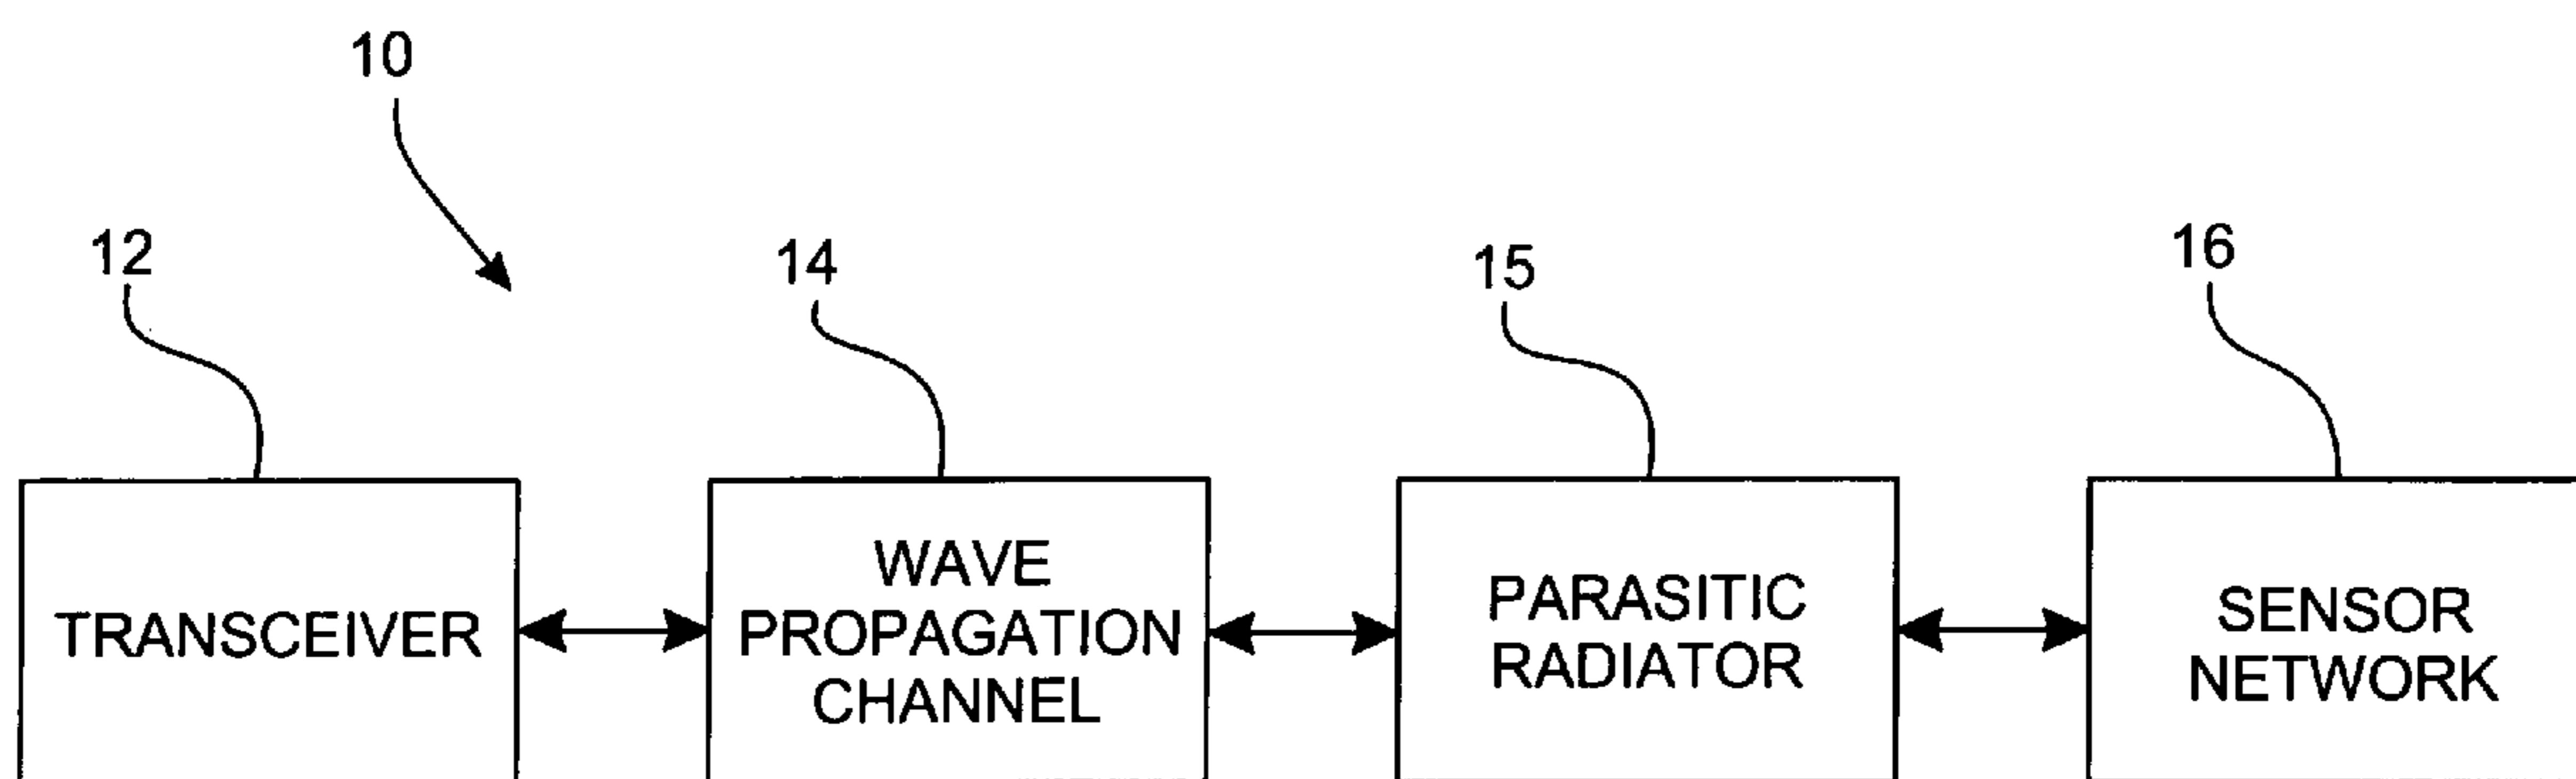 10
12
14
15
16
TRANSCEIVER
WAVE
PROPAGATION
CHANNEL
PARASITIC
RADIATOR
SENSOR
NETWORK